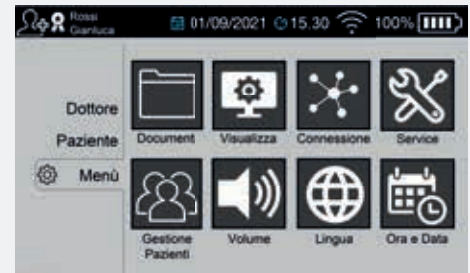 Rossi
Gianluca
01/09/2021 15.30 100%
Dottore
Paziente
Menù
Document Visualizza Connessione Service
Gestione Pazienti
Volume Lingua Ora e Data